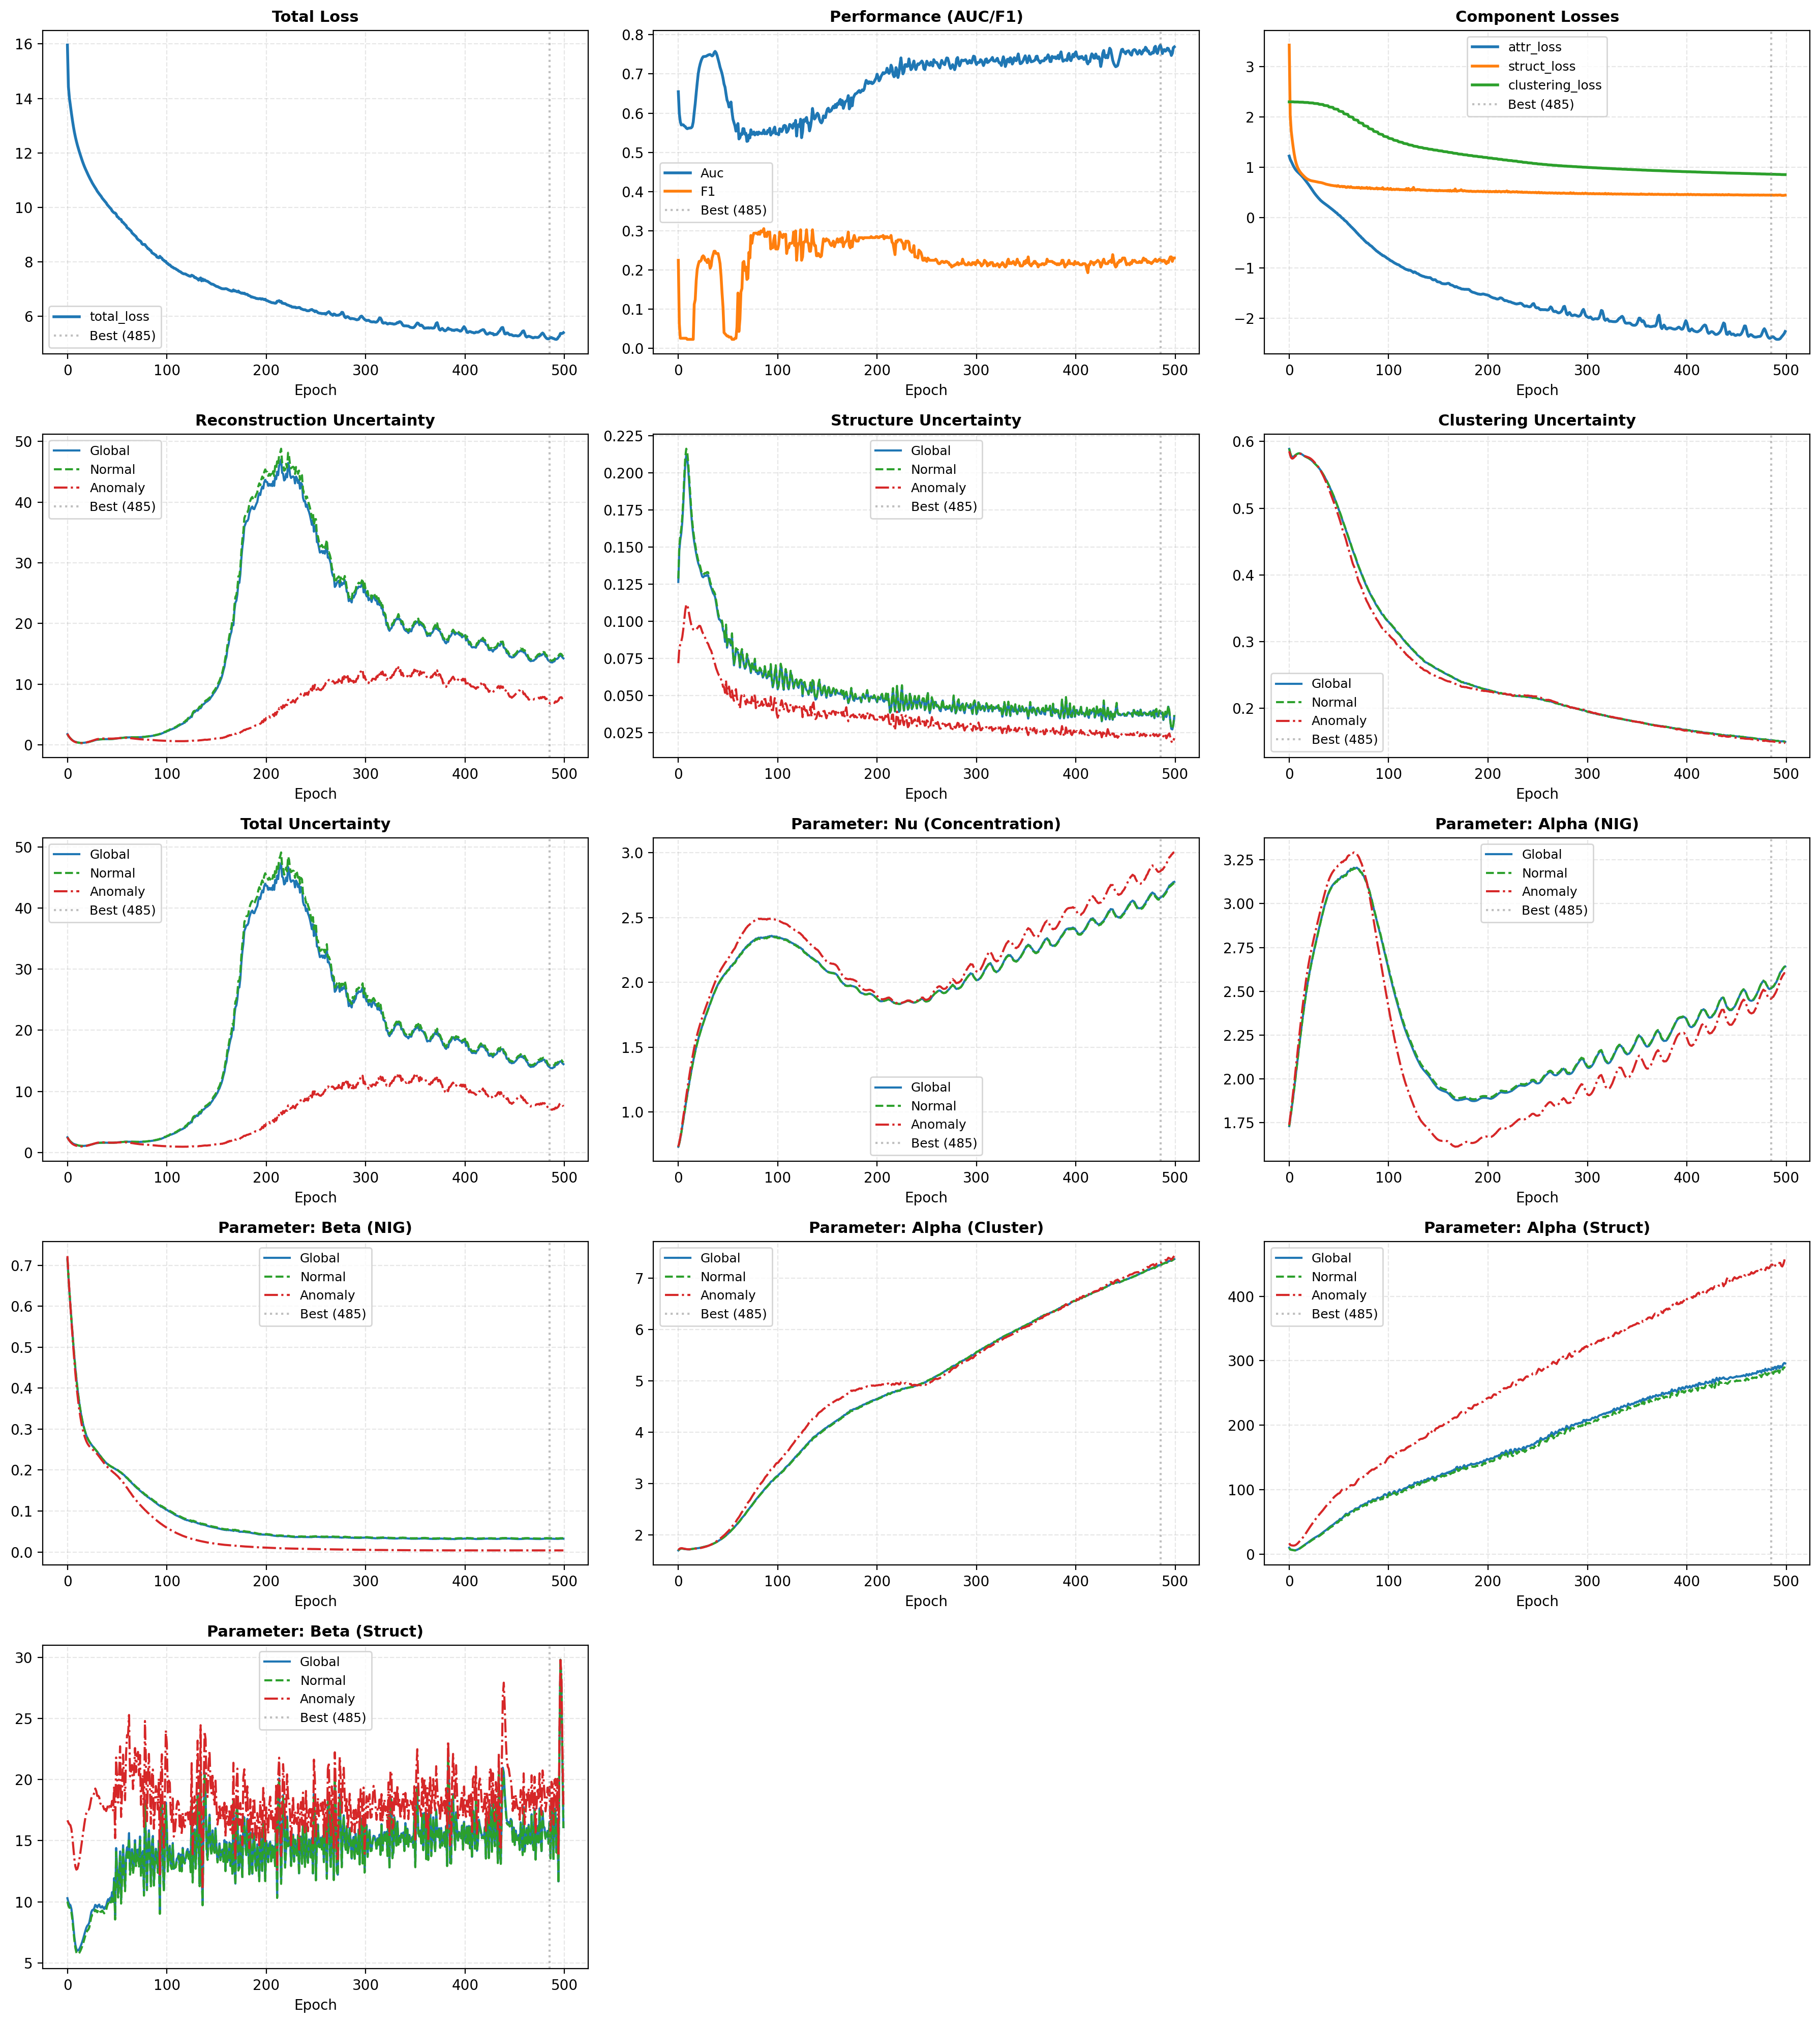 Total Loss
16
14
12
10
8
6
total_loss
Best (485)
0 100 200 300 400 500
Epoch
Performance (AUC/F1)
0.8
0.7
0.6
0.5
0.4
0.3
0.2
0.1
0.0
Auc
F1
Best (485)
0 100 200 300 400 500
Epoch
Component Losses
3
2
1
0
−1
−2
attr_loss
struct_loss
clustering_loss
Best (485)
0 100 200 300 400 500
Epoch
Reconstruction Uncertainty
50
40
30
20
10
0
Global
Normal
Anomaly
Best (485)
0 100 200 300 400 500
Epoch
Structure Uncertainty
0.225
0.200
0.175
0.150
0.125
0.100
0.075
0.050
0.025
Global
Normal
Anomaly
Best (485)
0 100 200 300 400 500
Epoch
Clustering Uncertainty
0.6
0.5
0.4
0.3
0.2
Global
Normal
Anomaly
Best (485)
0 100 200 300 400 500
Epoch
Total Uncertainty
50
40
30
20
10
0
Global
Normal
Anomaly
Best (485)
0 100 200 300 400 500
Epoch
Parameter: Nu (Concentration)
3.0
2.5
2.0
1.5
1.0
Global
Normal
Anomaly
Best (485)
0 100 200 300 400 500
Epoch
Parameter: Alpha (NIG)
3.25
3.00
2.75
2.50
2.25
2.00
1.75
Global
Normal
Anomaly
Best (485)
0 100 200 300 400 500
Epoch
Parameter: Beta (NIG)
0.7
0.6
0.5
0.4
0.3
0.2
0.1
0.0
Global
Normal
Anomaly
Best (485)
0 100 200 300 400 500
Epoch
Parameter: Alpha (Cluster)
7
6
5
4
3
2
Global
Normal
Anomaly
Best (485)
0 100 200 300 400 500
Epoch
Parameter: Alpha (Struct)
400
300
200
100
0
Global
Normal
Anomaly
Best (485)
0 100 200 300 400 500
Epoch
Parameter: Beta (Struct)
30
25
20
15
10
5
Global
Normal
Anomaly
Best (485)
0 100 200 300 400 500
Epoch